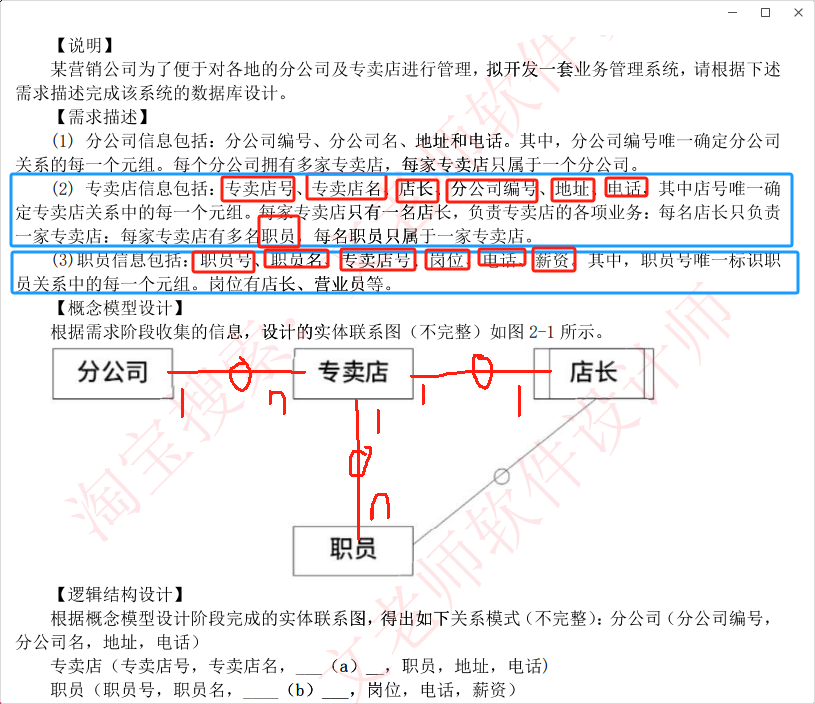 【说明】
某营销公司为了便于对各地的分公司及专卖店进行管理,拟开发一套业务管理系统,请根据下述
需求描述完成该系统的数据库设计。
【需求描述】
(1) 分公司信息包括:分公司编号、分公司名、地址和电话。其中,分公司编号唯一确定分公司
关系的每一个元组。每个分公司拥有多家专卖店,每家专卖店只属于一个分公司。
(2) 专卖店信息包括:专卖店号、专卖店名、店长、分公司编号、地址、电话,其中店号唯一确
定专卖店关系中的每一个元组。每家专卖店只有一名店长,负责专卖店的各项业务;每名店长只负责
一家专卖店;每家专卖店有多名职员 每名职员只属于一家专卖店。
(3)职员信息包括:职员号、职员名、专卖店号、岗位、电话、薪资。其中,职员号唯一标识职
员关系中的每一个元组。岗位有店长、营业员等。
【概念模型设计】
根据需求阶段收集的信息,设计的实体联系图(不完整)如图 2-1 所示。
分公司 专卖店 店长
1 n 1 1
1
n
职员
【逻辑结构设计】
根据概念模型设计阶段完成的实体联系图,得出如下关系模式(不完整):分公司(分公司编号,
分公司名,地址,电话)
专卖店(专卖店号,专卖店名,___(a)__,职员,地址,电话)
职员(职员号,职员名,____(b)___,岗位,电话,薪资)
淘宝搜索:文老师软件设计师
文老师软件设计师